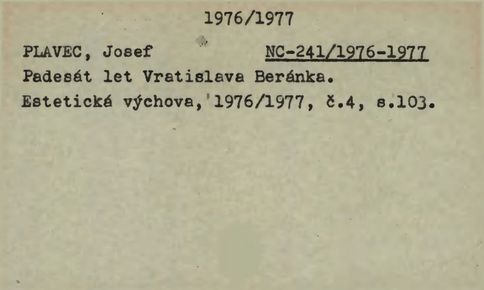 1976/1977
PLAVEC, Josef NC-241/1976-1977
Padesát let Vratislava Beránka.
Estetická výchova, 1976/1977, č.4, s.103.